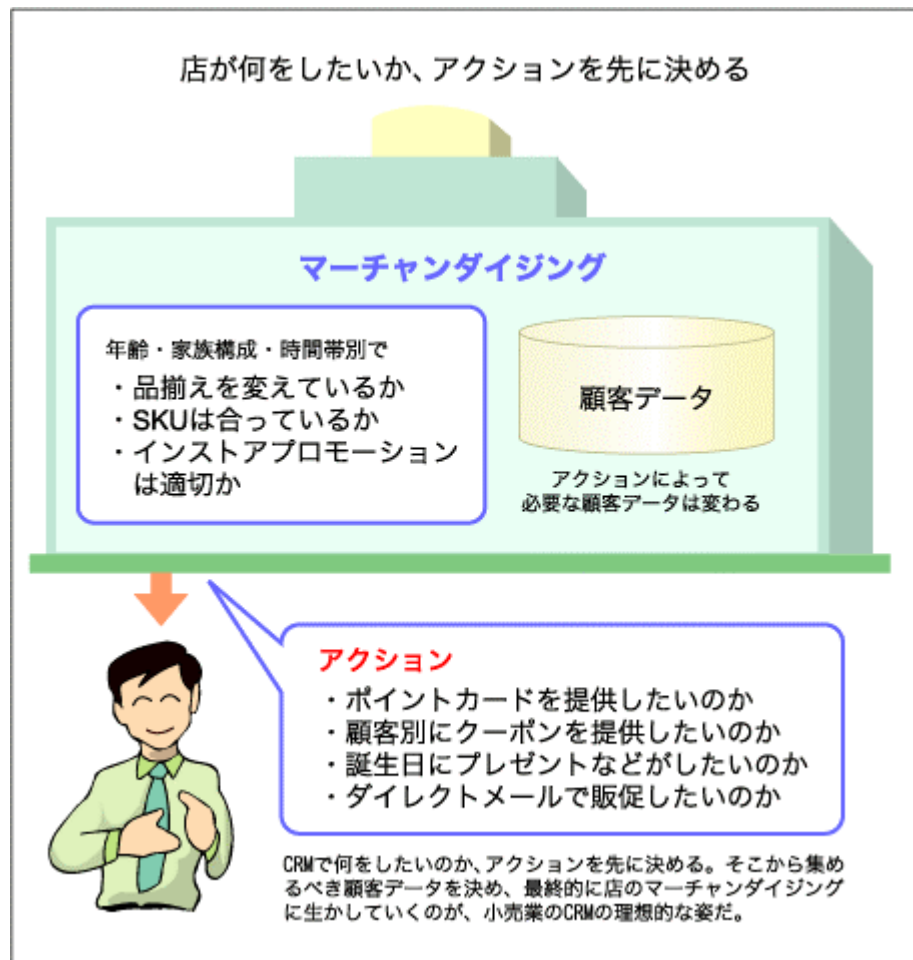 店が何をしたいか、アクションを先に決める
マーチャンダイジング
年齢・家族構成・時間帯別で
・品揃えを変えているか
・SKUは合っているか
・インストアプロモーション
は適切か
顧客データ
アクションによって
必要な顧客データは変わる
アクション
・ポイントカードを提供したいのか
・顧客別にクーポンを提供したいのか
・誕生日にプレゼントなどがしたいのか
・ダイレクトメールで販促したいのか
CRMで何をしたいのか、アクションを先に決める。そこから集め
るべき顧客データを決め、最終的に店のマーチャンダイジング
に生かしていくのが、小売業のCRMの理想的な姿だ。